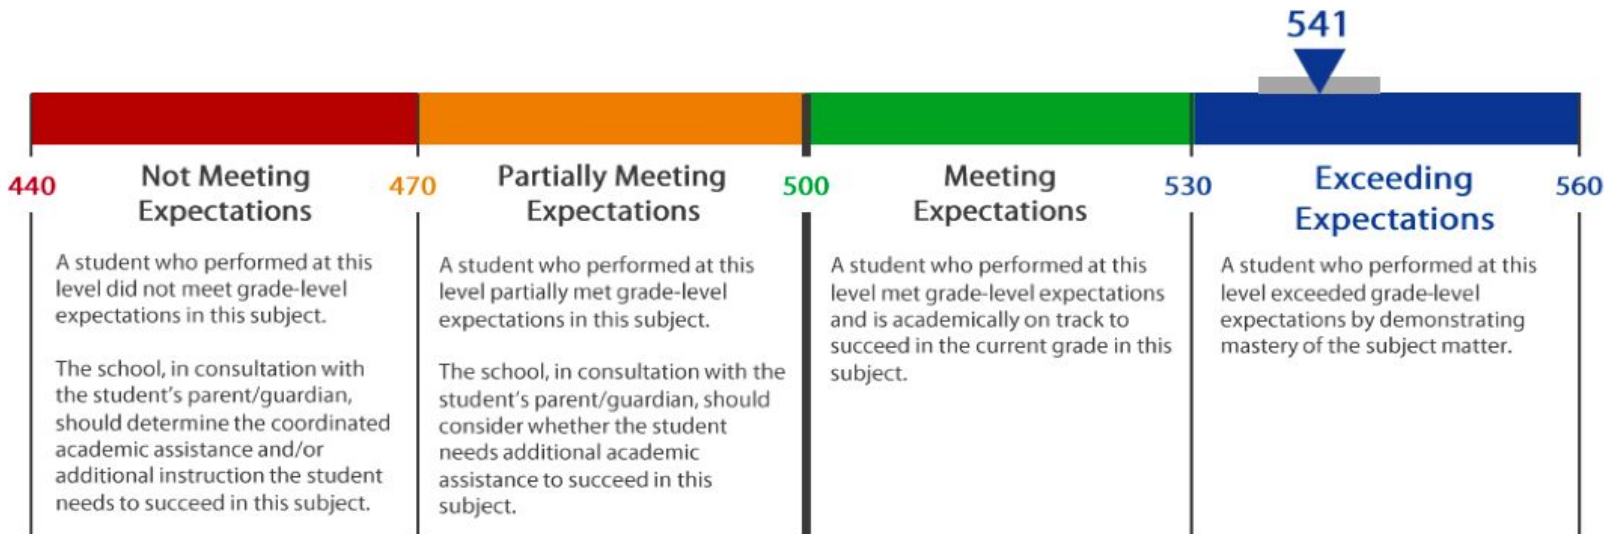 541
440
Not Meeting
Expectations
470
Partially Meeting
Expectations
500
Meeting
Expectations
530
Exceeding
Expectations
560
A student who performed at this
level did not meet grade-level
expectations in this subject.
The school, in consultation with
the student's parent/guardian,
should determine the coordinated
academic assistance and/or
additional instruction the student
needs to succeed in this subject.
A student who performed at this
level partially met grade-level
expectations in this subject.
The school, in consultation with the
student's parent/guardian, should
consider whether the student
needs additional academic
assistance to succeed in this
subject.
A student who performed at this
level met grade-level expectations
and is academically on track to
succeed in the current grade in this
subject.
A student who performed at this
level exceeded grade-level
expectations by demonstrating
mastery of the subject matter.